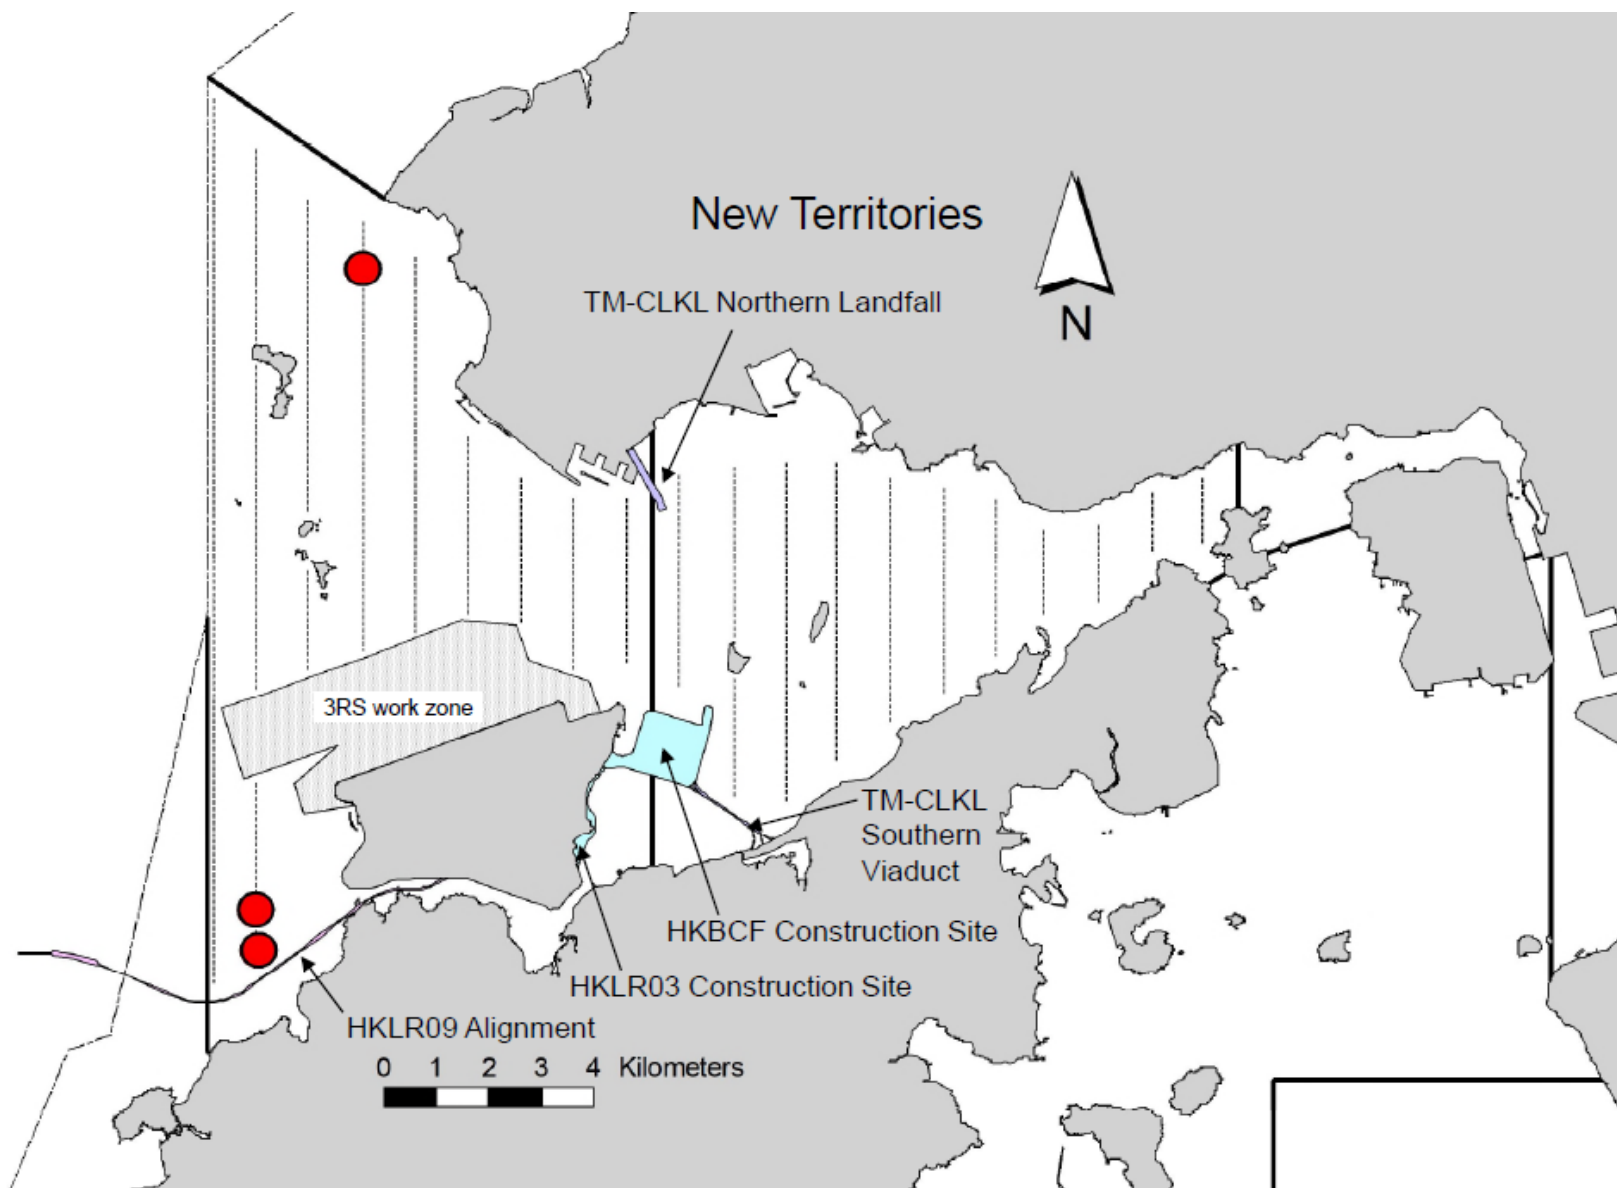 New Territories
TM-CLKL Northern Landfall
N
3RS work zone
TM-CLKL
Southern
Viaduct
HKBCF Construction Site
HKLR03 Construction Site
HKLR09 Alignment
0 1 2 3 4 Kilometers